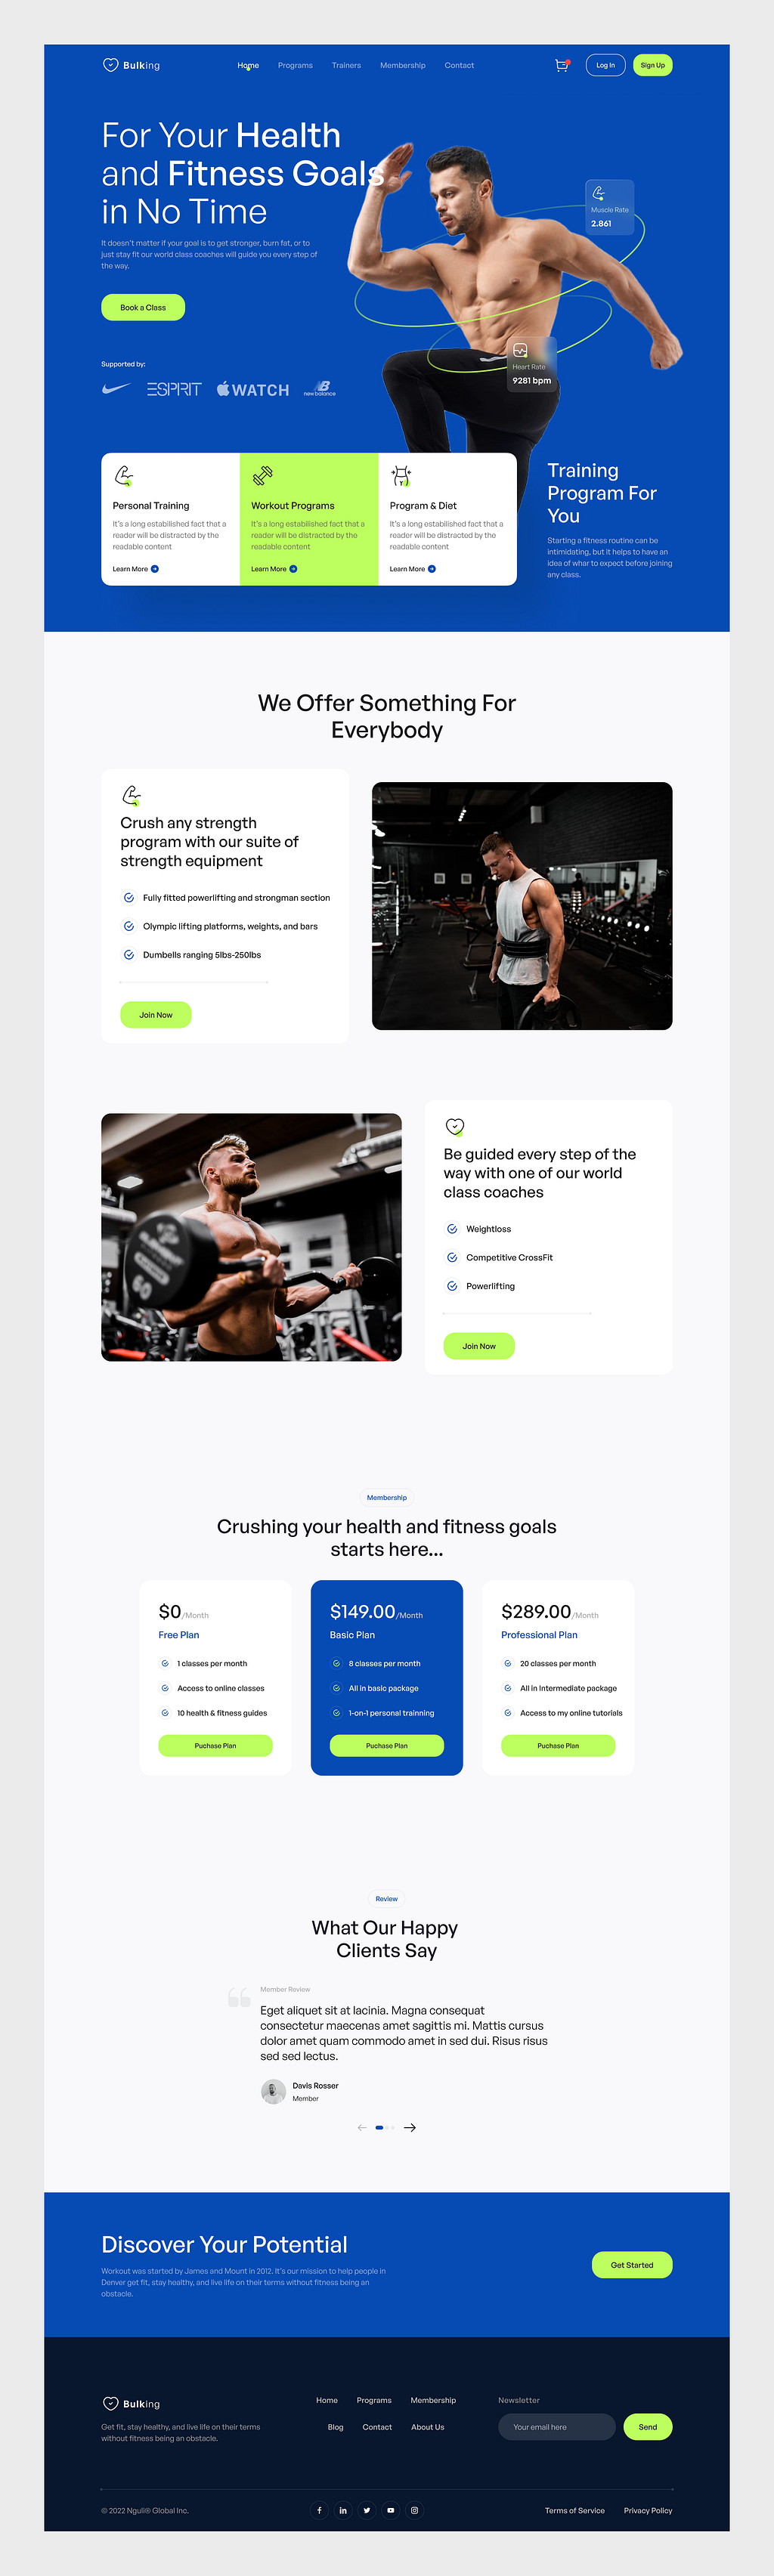 Bulking
Home Programs Trainers Membership Contact
Log In
Sign Up
For Your Health
and Fitness Goals
in No Time
It doesn't matter if your goal is to get stronger, burn fat, or to
just stay fit our world class coaches will guide you every step of
the way.
Book a Class
Muscle Rate
2.861
Heart Rate
9281 bpm
Supported by:
ESPRIT
WATCH
new balance
Personal Training
It's a long estabilished fact that a
reader will be distracted by the
readable content
Learn More
Workout Programs
It's a long estabilished fact that a
reader will be distracted by the
readable content
Learn More
Program & Diet
It's a long estabilished fact that a
reader will be distracted by the
readable content
Learn More
Training
Program For
You
Starting a fitness routine can be
intimidating, but it helps to have an
idea of whar to expect before joining
any class.
We Offer Something For
Everybody
Crush any strength
program with our suite of
strength equipment
Fully fitted powerlifting and strongman section
Olympic lifting platforms, weights, and bars
Dumbells ranging 5lbs-250lbs
Join Now
60
Be guided every step of the
way with one of our world
class coaches
Weightloss
Competitive CrossFit
Powerlifting
Join Now
Membership
Crushing your health and fitness goals
starts here...
$0/Month
Free Plan
1 classes per month
Access to online classes
10 health & fitness guides
Puchase Plan
$149.00/Month
Basic Plan
8 classes per month
All in basic package
1-on-1 personal trainning
Puchase Plan
$289.00/Month
Professional Plan
20 classes per month
All in Intermediate package
Access to my online tutorials
Puchase Plan
Review
What Our Happy
Clients Say
Member Review
Eget aliquet sit at lacinia. Magna consequat
consectetur maecenas amet sagittis mi. Mattis cursus
dolor amet quam commodo amet in sed dui. Risus risus
sed sed lectus.
Davis Rosser
Member
Discover Your Potential
Workout was started by James and Mount in 2012. It's our mission to help people in
Denver get fit, stay healthy, and live life on their terms without fitness being an
obstacle.
Get Started
Bulking
Get fit, stay healthy, and live life on their terms
without fitness being an obstacle.
Home Programs Membership
Blog Contact About Us
Newsletter
Your email here
Send
© 2022 Nguli® Global Inc.
Terms of Service Privacy Policy